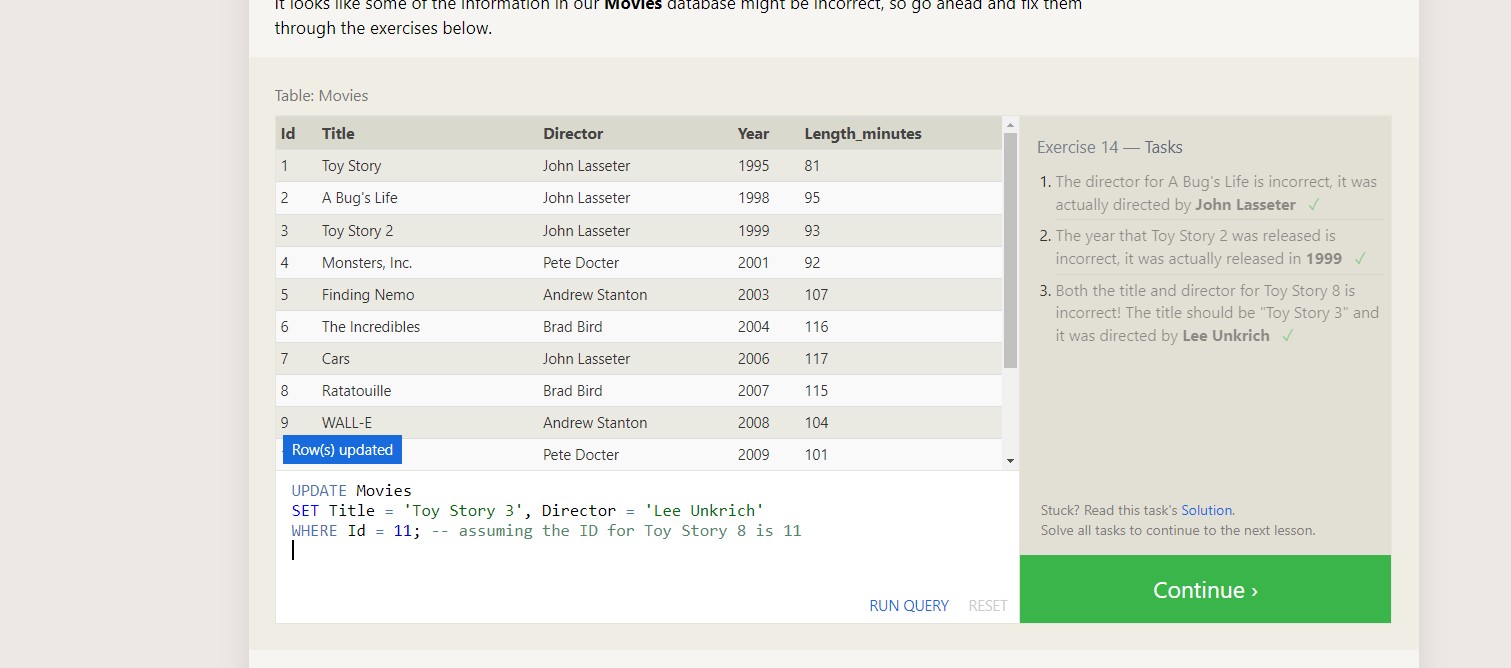 It looks like some of the information in our Movies database might be incorrect, so go ahead and fix them
through the exercises below.
Table: Movies
Id Title Director Year Length_minutes
1 Toy Story John Lasseter 1995 81
2 A Bug's Life John Lasseter 1998 95
3 Toy Story 2 John Lasseter 1999 93
4 Monsters, Inc. Pete Docter 2001 92
5 Finding Nemo Andrew Stanton 2003 107
6 The Incredibles Brad Bird 2004 116
7 Cars John Lasseter 2006 117
8 Ratatouille Brad Bird 2007 115
9 WALL-E Andrew Stanton 2008 104
Pete Docter 2009 101
Row(s) updated
UPDATE Movies
SET Title = 'Toy Story 3', Director = 'Lee Unkrich'
WHERE Id = 11; -- assuming the ID for Toy Story 8 is 11
RUN QUERY RESET
Exercise 14 — Tasks
1. The director for A Bug's Life is incorrect, it was
actually directed by John Lasseter ✓
2. The year that Toy Story 2 was released is
incorrect, it was actually released in 1999 ✓
3. Both the title and director for Toy Story 8 is
incorrect! The title should be "Toy Story 3" and
it was directed by Lee Unkrich ✓
Stuck? Read this task's Solution.
Solve all tasks to continue to the next lesson.
Continue ›